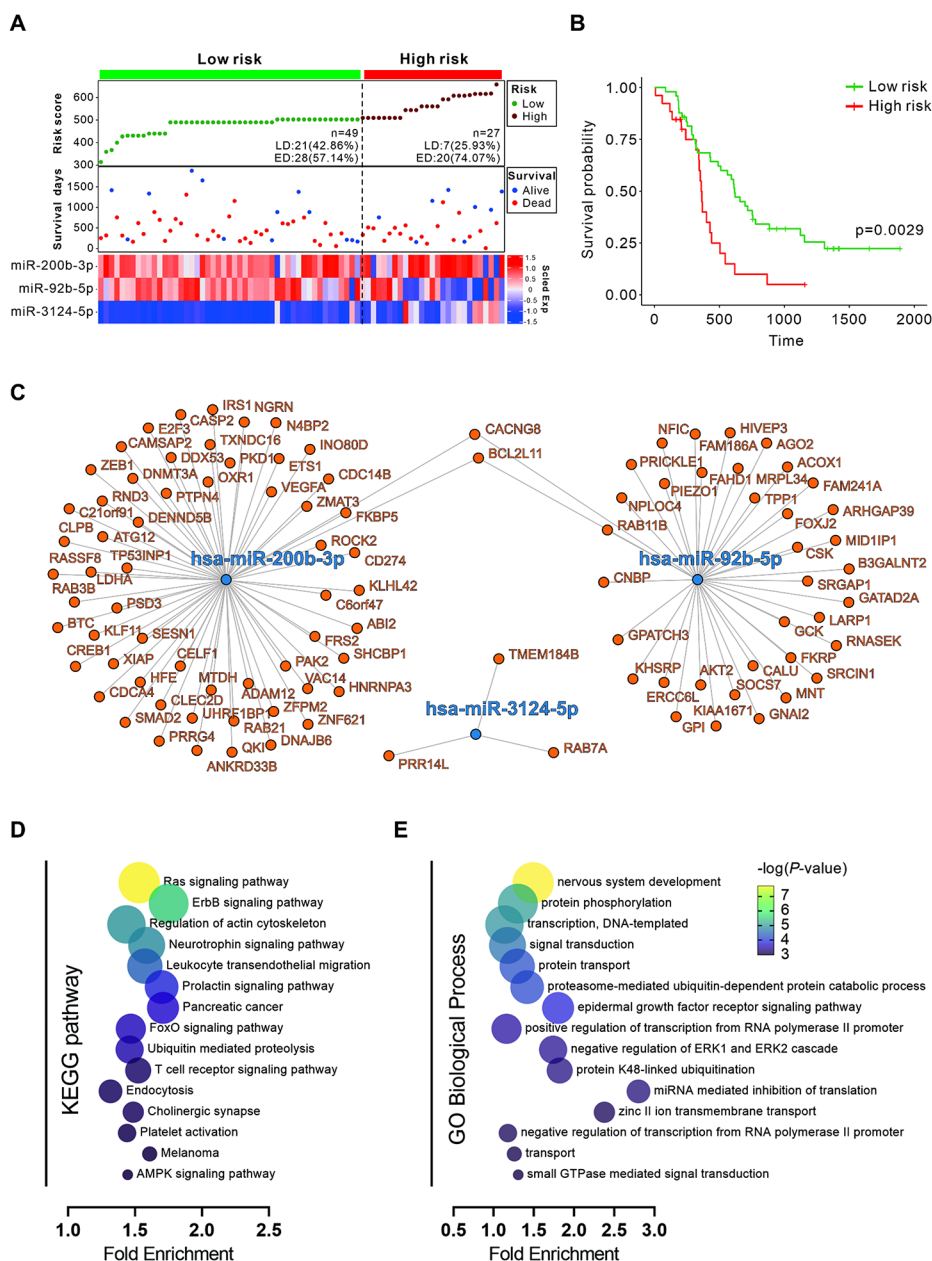 A
Low risk
High risk
Risk score
600
500
400
300
n=49
LD:21(42.86%)
ED:28(57.14%)
n=27
LD:7(25.93%)
ED:20(74.07%)
Risk
Low
High
Survival days
1500
1000
500
0
Survival
Alive
Dead
miR-200b-3p
miR-92b-5p
miR-3124-5p
1.5
1.0
0.5
0
-0.5
-1.0
-1.5
Scled Exp
B
Survival probability
1.00
0.75
0.50
0.25
0.00
Low risk
High risk
p=0.0029
0
500
1000
1500
2000
Time
C
IRS1
NGRN
CASP2
N4BP2
E2F3
TXNDC16
INO80D
CAMSAP2
DDX53
PKD1
ETS1
ZEB1
DNMT3A
OXR1
CDC14B
VEGFA
RND3
PTPN4
ZMAT3
C21orf91
DENND5B
FKBP5
CLPB
ATG12
ROCK2
hsa-miR-200b-3p
RASSF8
TP53INP1
CD274
LDHA
RAB3B
KLHL42
C6orf47
PSD3
BTC
KLF11
SESN1
ABI2
FRS2
CREB1
XIAP
CELF1
SHCBP1
HFE
MTDH
PAK2
VAC14
CDCA4
CLEC2D
ADAM12
HNRNPA3
ZFPM2
SMAD2
UHRF1BP1
RAB21
ZNF621
PRRG4
QKI
DNAJB6
ANKRD33B
CACNG8
BCL2L11
NFIC
HIVEP3
FAM186A
AGO2
PRICKLE1
FAHD1
ACOX1
MRPL34
PIEZO1
FAM241A
NPLOC4
TPP1
ARHGAP39
RAB11B
FOXJ2
MID1IP1
CSK
hsa-miR-92b-5p
B3GALNT2
CNBP
SRGAP1
GATAD2A
LARP1
GCK
GPATCH3
RNASEK
FKRP
KHSRP
AKT2
CALU
SRCIN1
ERCC6L
SOCS7
MNT
KIAA1671
GPI
GNAI2
TMEM184B
hsa-miR-3124-5p
PRR14L
RAB7A
D
KEGG pathway
Ras signaling pathway
ErbB signaling pathway
Regulation of actin cytoskeleton
Neurotrophin signaling pathway
Leukocyte transendothelial migration
Prolactin signaling pathway
Pancreatic cancer
FoxO signaling pathway
Ubiquitin mediated proteolysis
T cell receptor signaling pathway
Endocytosis
Cholinergic synapse
Platelet activation
Melanoma
AMPK signaling pathway
1.0
1.5
2.0
2.5
Fold Enrichment
E
GO Biological Process
nervous system development
protein phosphorylation
transcription, DNA-templated
signal transduction
protein transport
proteasome-mediated ubiquitin-dependent protein catabolic process
epidermal growth factor receptor signaling pathway
positive regulation of transcription from RNA polymerase II promoter
negative regulation of ERK1 and ERK2 cascade
protein K48-linked ubiquitination
miRNA mediated inhibition of translation
zinc II ion transmembrane transport
negative regulation of transcription from RNA polymerase II promoter
transport
small GTPase mediated signal transduction
-log(P-value)
7
6
5
4
3
0.5
1.0
1.5
2.0
2.5
3.0
Fold Enrichment